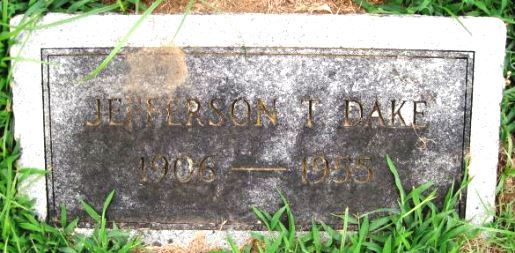 JEFFERSON T. DAKE
1906 — 1955